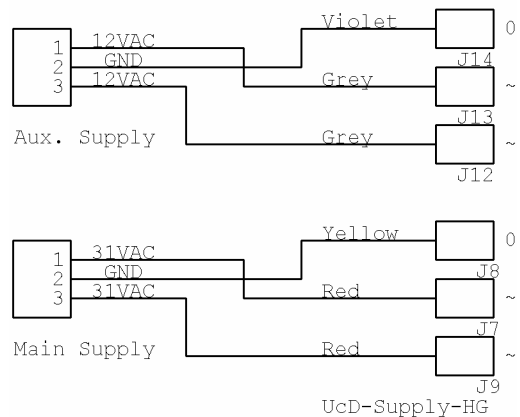 Violet 0
1 12VAC J14
2 GND
3 12VAC Grey ~
J13
Aux. Supply Grey ~
J12
Yellow 0
1 31VAC J8
2 GND
3 31VAC Red ~
J7
Main Supply Red ~
J9
UcD-Supply-HG